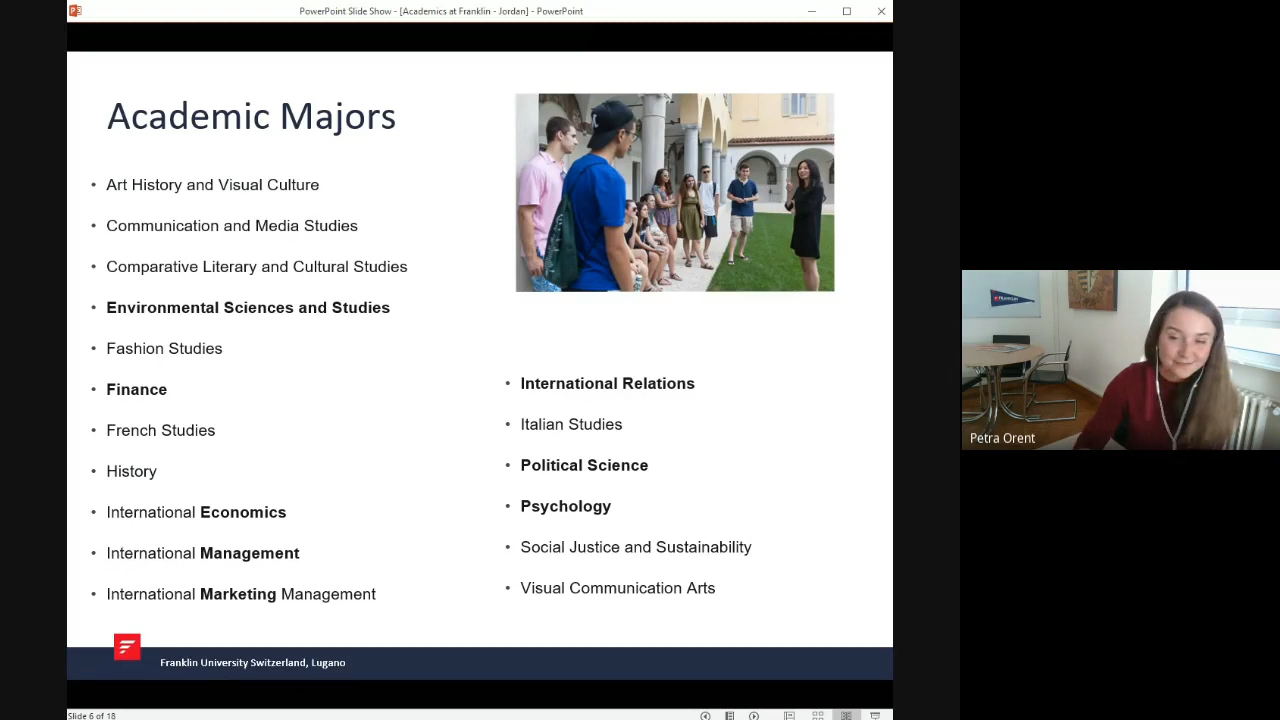 PowerPoint Slide Show - [Academics at Franklin - Jordan] - PowerPoint
Academic Majors
• Art History and Visual Culture
• Communication and Media Studies
• Comparative Literary and Cultural Studies
• Environmental Sciences and Studies
• Fashion Studies
• Finance
• French Studies
• History
• International Economics
• International Management
• International Marketing Management
• International Relations
• Italian Studies
• Political Science
• Psychology
• Social Justice and Sustainability
• Visual Communication Arts
Franklin University Switzerland, Lugano
Slide 6 of 18
FRANKLIN
Petra Orent